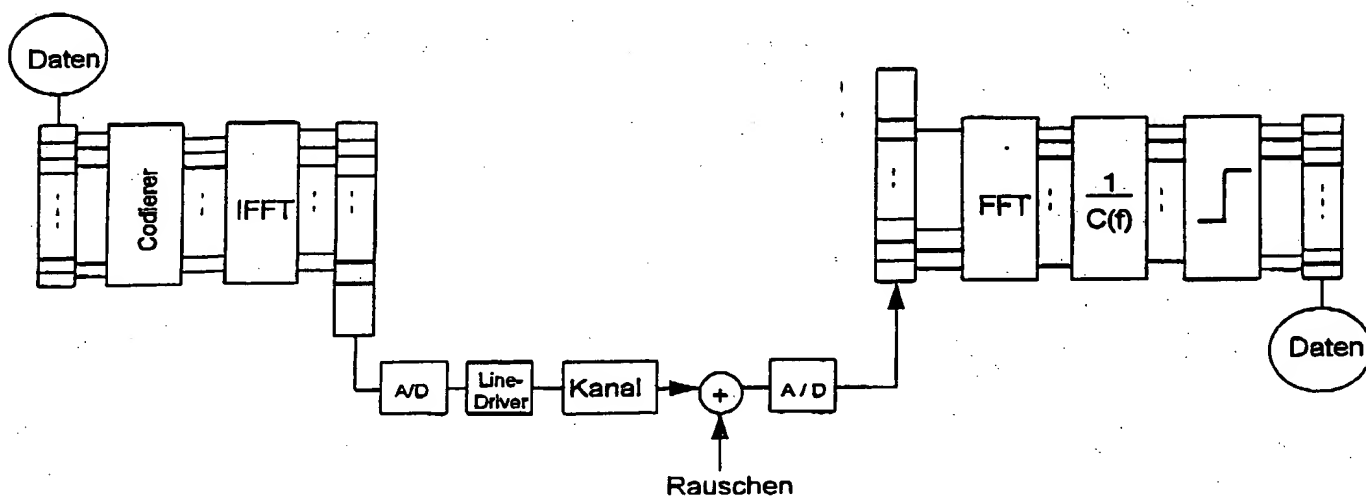 Daten
Codierer
IFFT
A/D
Line-
Driver
Kanal
+
Rauschen
A / D
FFT
1
C(f)
Daten